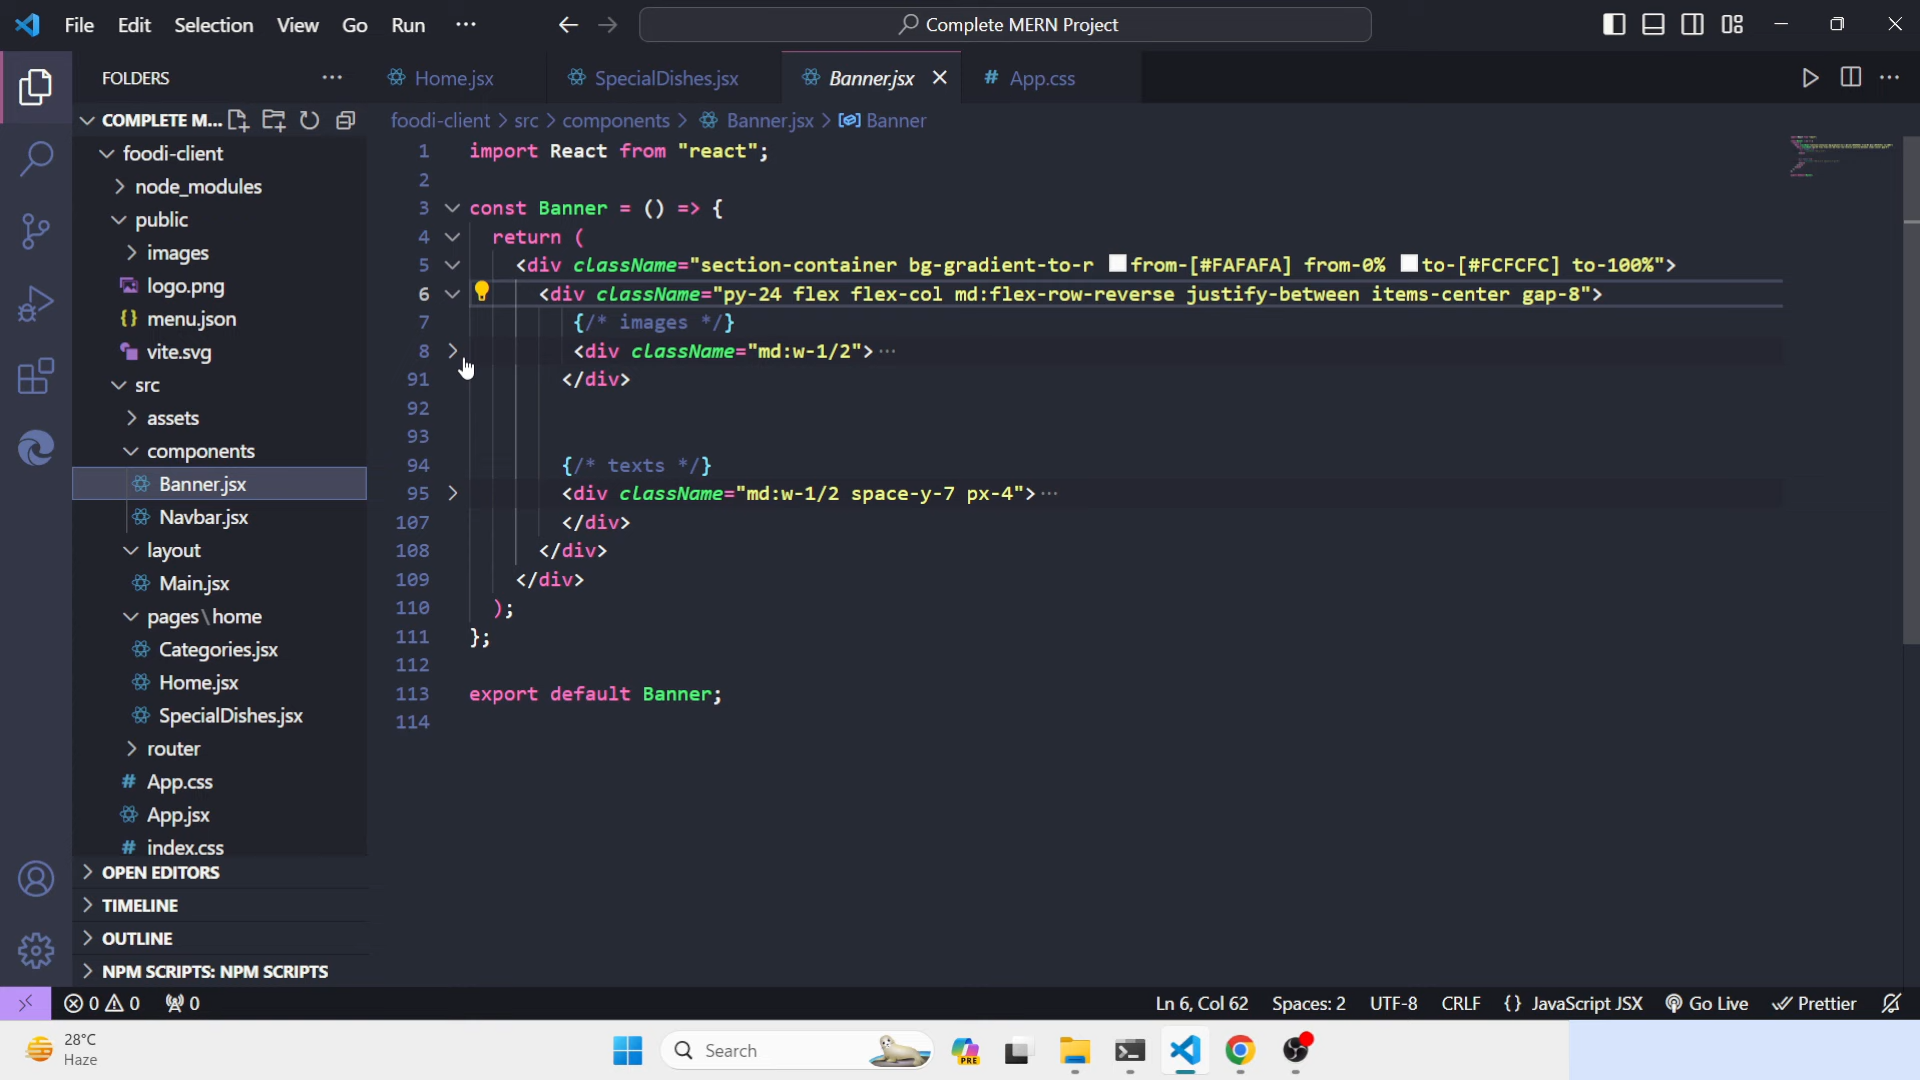 File Edit Selection View Go Run ···
Complete MERN Project
FOLDERS ···
Home.jsx SpecialDishes.jsx Banner.jsx # App.css
COMPLETE M...
foodi-client > src > components > Banner.jsx > Banner
foodi-client
node_modules
public
images
logo.png
{} menu.json
vite.svg
src
assets
components
Banner.jsx
Navbar.jsx
layout
Main.jsx
pages\home
Categories.jsx
Home.jsx
SpecialDishes.jsx
router
# App.css
App.jsx
# index.css
OPEN EDITORS
TIMELINE
OUTLINE
NPM SCRIPTS: NPM SCRIPTS
1 import React from "react";
2
3 const Banner = () => {
4 return (
5 <div className="section-container bg-gradient-to-r from-[#FAFAFA] from-0% to-[#FCFCFC] to-100%">
6 <div className="py-24 flex flex-col md:flex-row-reverse justify-between items-center gap-8">
7 {/* images */}
8 <div className="md:w-1/2">···
91 </div>
92
93
94 {/* texts */}
95 <div className="md:w-1/2 space-y-7 px-4">···
107 </div>
108 </div>
109 </div>
110 );
111 };
112
113 export default Banner;
114
0 0 0
Ln 6, Col 62 Spaces: 2 UTF-8 CRLF {} JavaScript JSX Go Live Prettier
28°C
Haze
Search
PRE